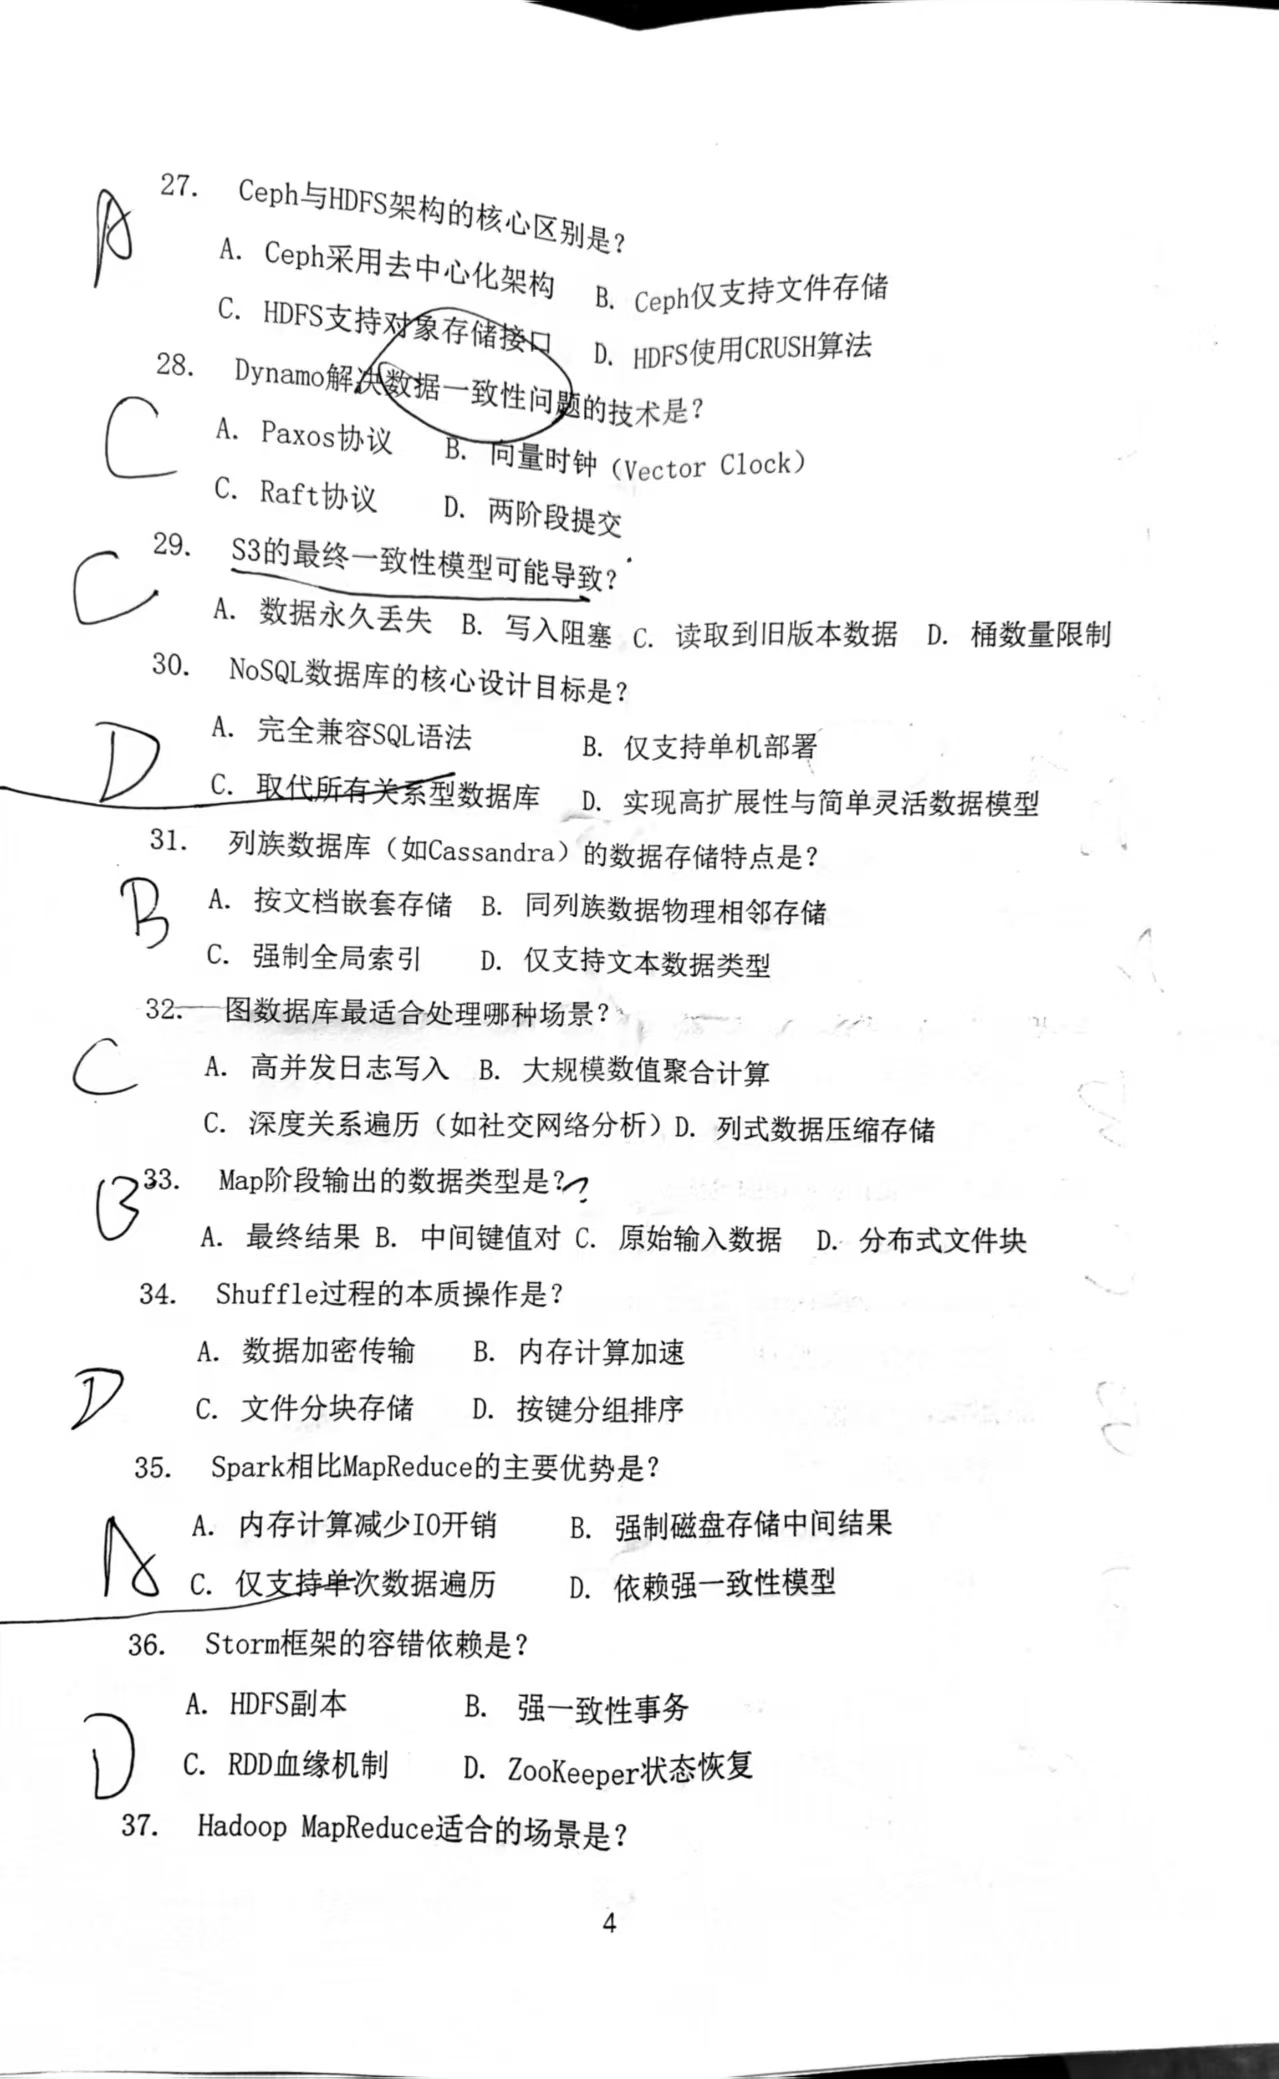 27. Ceph与HDFS架构的核心区别是?
A
A. Ceph采用去中心化架构 B. Ceph仅支持文件存储
C. HDFS支持对象存储接口 D. HDFS使用CRUSH算法
28. Dynamo解决数据一致性问题的技术是?
C
A. Paxos协议 B. 向量时钟（Vector Clock）
C. Raft协议 D. 两阶段提交
29. S3的最终一致性模型可能导致?
C
A. 数据永久丢失 B. 写入阻塞 C. 读取到旧版本数据 D. 桶数量限制
30. NoSQL数据库的核心设计目标是?
D
A. 完全兼容SQL语法 B. 仅支持单机部署
C. 取代所有关系型数据库 D. 实现高扩展性与简单灵活数据模型
31. 列族数据库（如Cassandra）的数据存储特点是?
B
A. 按文档嵌套存储 B. 同列族数据物理相邻存储
C. 强制全局索引 D. 仅支持文本数据类型
32. 图数据库最适合处理哪种场景?
C
A. 高并发日志写入 B. 大规模数值聚合计算
C. 深度关系遍历（如社交网络分析）D. 列式数据压缩存储
33. Map阶段输出的数据类型是?
B
A. 最终结果 B. 中间键值对 C. 原始输入数据 D. 分布式文件块
34. Shuffle过程的本质操作是?
A. 数据加密传输 B. 内存计算加速
D
C. 文件分块存储 D. 按键分组排序
35. Spark相比MapReduce的主要优势是?
A
A. 内存计算减少IO开销 B. 强制磁盘存储中间结果
C. 仅支持单次数据遍历 D. 依赖强一致性模型
36. Storm框架的容错依赖是?
A. HDFS副本 B. 强一致性事务
D
C. RDD血缘机制 D. ZooKeeper状态恢复
37. Hadoop MapReduce适合的场景是?
4